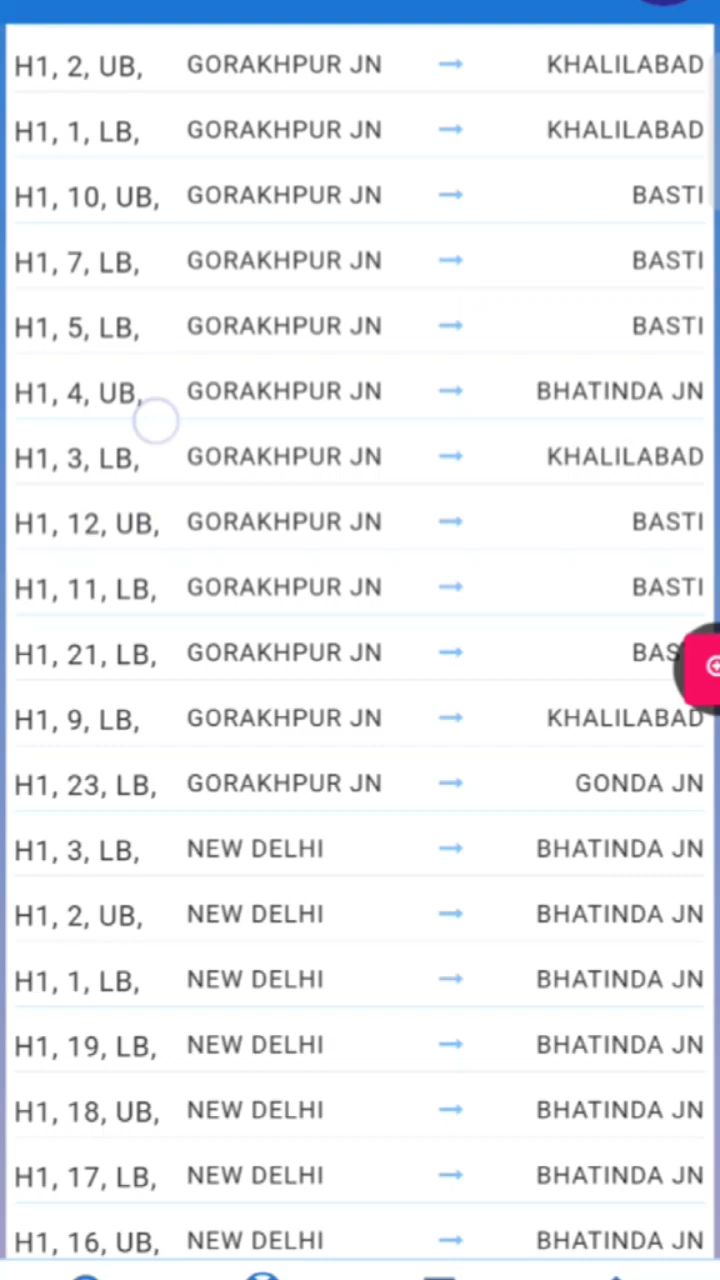 H1, 2, UB, GORAKHPUR JN → KHALILABAD
H1, 1, LB, GORAKHPUR JN → KHALILABAD
H1, 10, UB, GORAKHPUR JN → BASTI
H1, 7, LB, GORAKHPUR JN → BASTI
H1, 5, LB, GORAKHPUR JN → BASTI
H1, 4, UB, GORAKHPUR JN → BHATINDA JN
H1, 3, LB, GORAKHPUR JN → KHALILABAD
H1, 12, UB, GORAKHPUR JN → BASTI
H1, 11, LB, GORAKHPUR JN → BASTI
H1, 21, LB, GORAKHPUR JN → BAS
H1, 9, LB, GORAKHPUR JN → KHALILABAD
H1, 23, LB, GORAKHPUR JN → GONDA JN
H1, 3, LB, NEW DELHI → BHATINDA JN
H1, 2, UB, NEW DELHI → BHATINDA JN
H1, 1, LB, NEW DELHI → BHATINDA JN
H1, 19, LB, NEW DELHI → BHATINDA JN
H1, 18, UB, NEW DELHI → BHATINDA JN
H1, 17, LB, NEW DELHI → BHATINDA JN
H1, 16, UB, NEW DELHI → BHATINDA JN